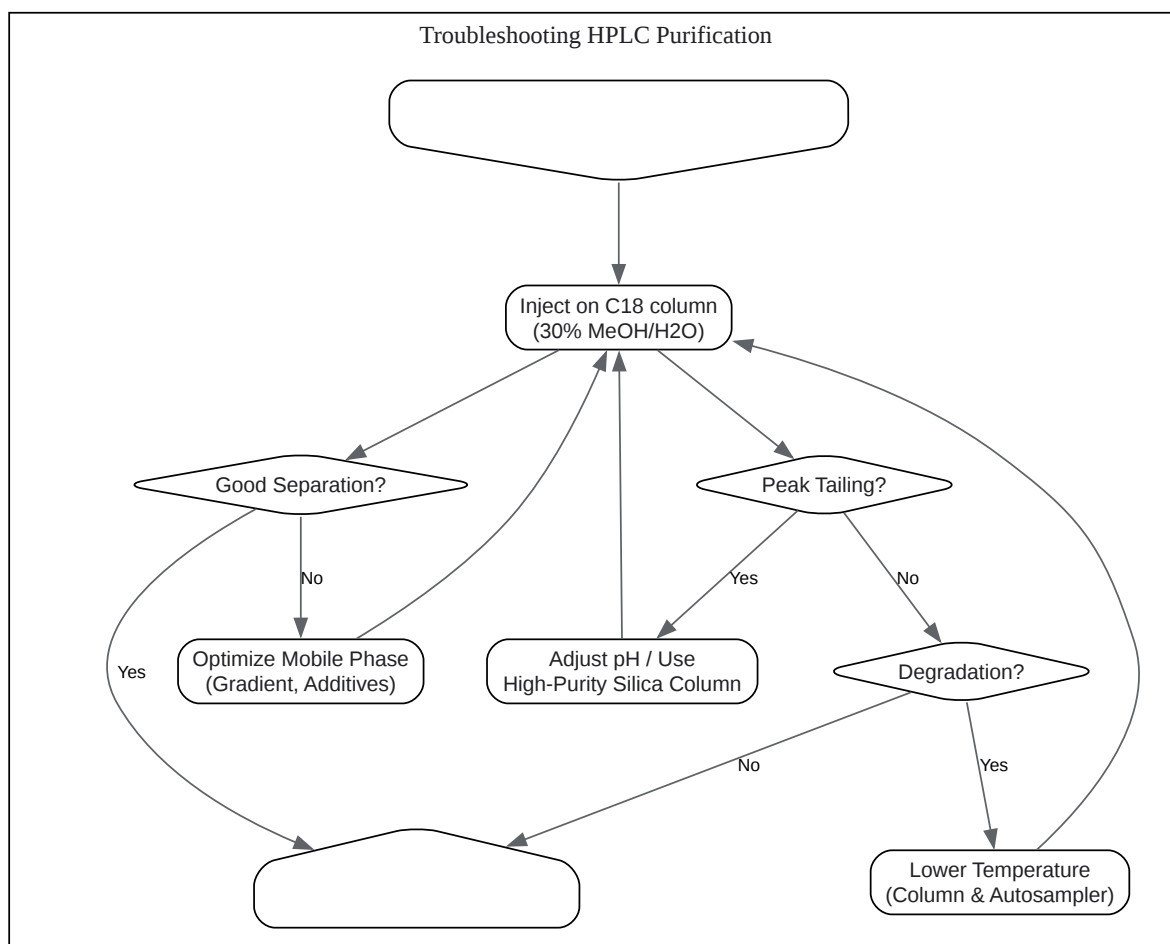 Troubleshooting HPLC Purification
Inject on C18 column
(30% MeOH/H2O)
Good Separation?
Peak Tailing?
No
Yes
No
Yes
Optimize Mobile Phase
(Gradient, Additives)
Adjust pH / Use
High-Purity Silica Column
Degradation?
No
Yes
Lower Temperature
(Column & Autosampler)